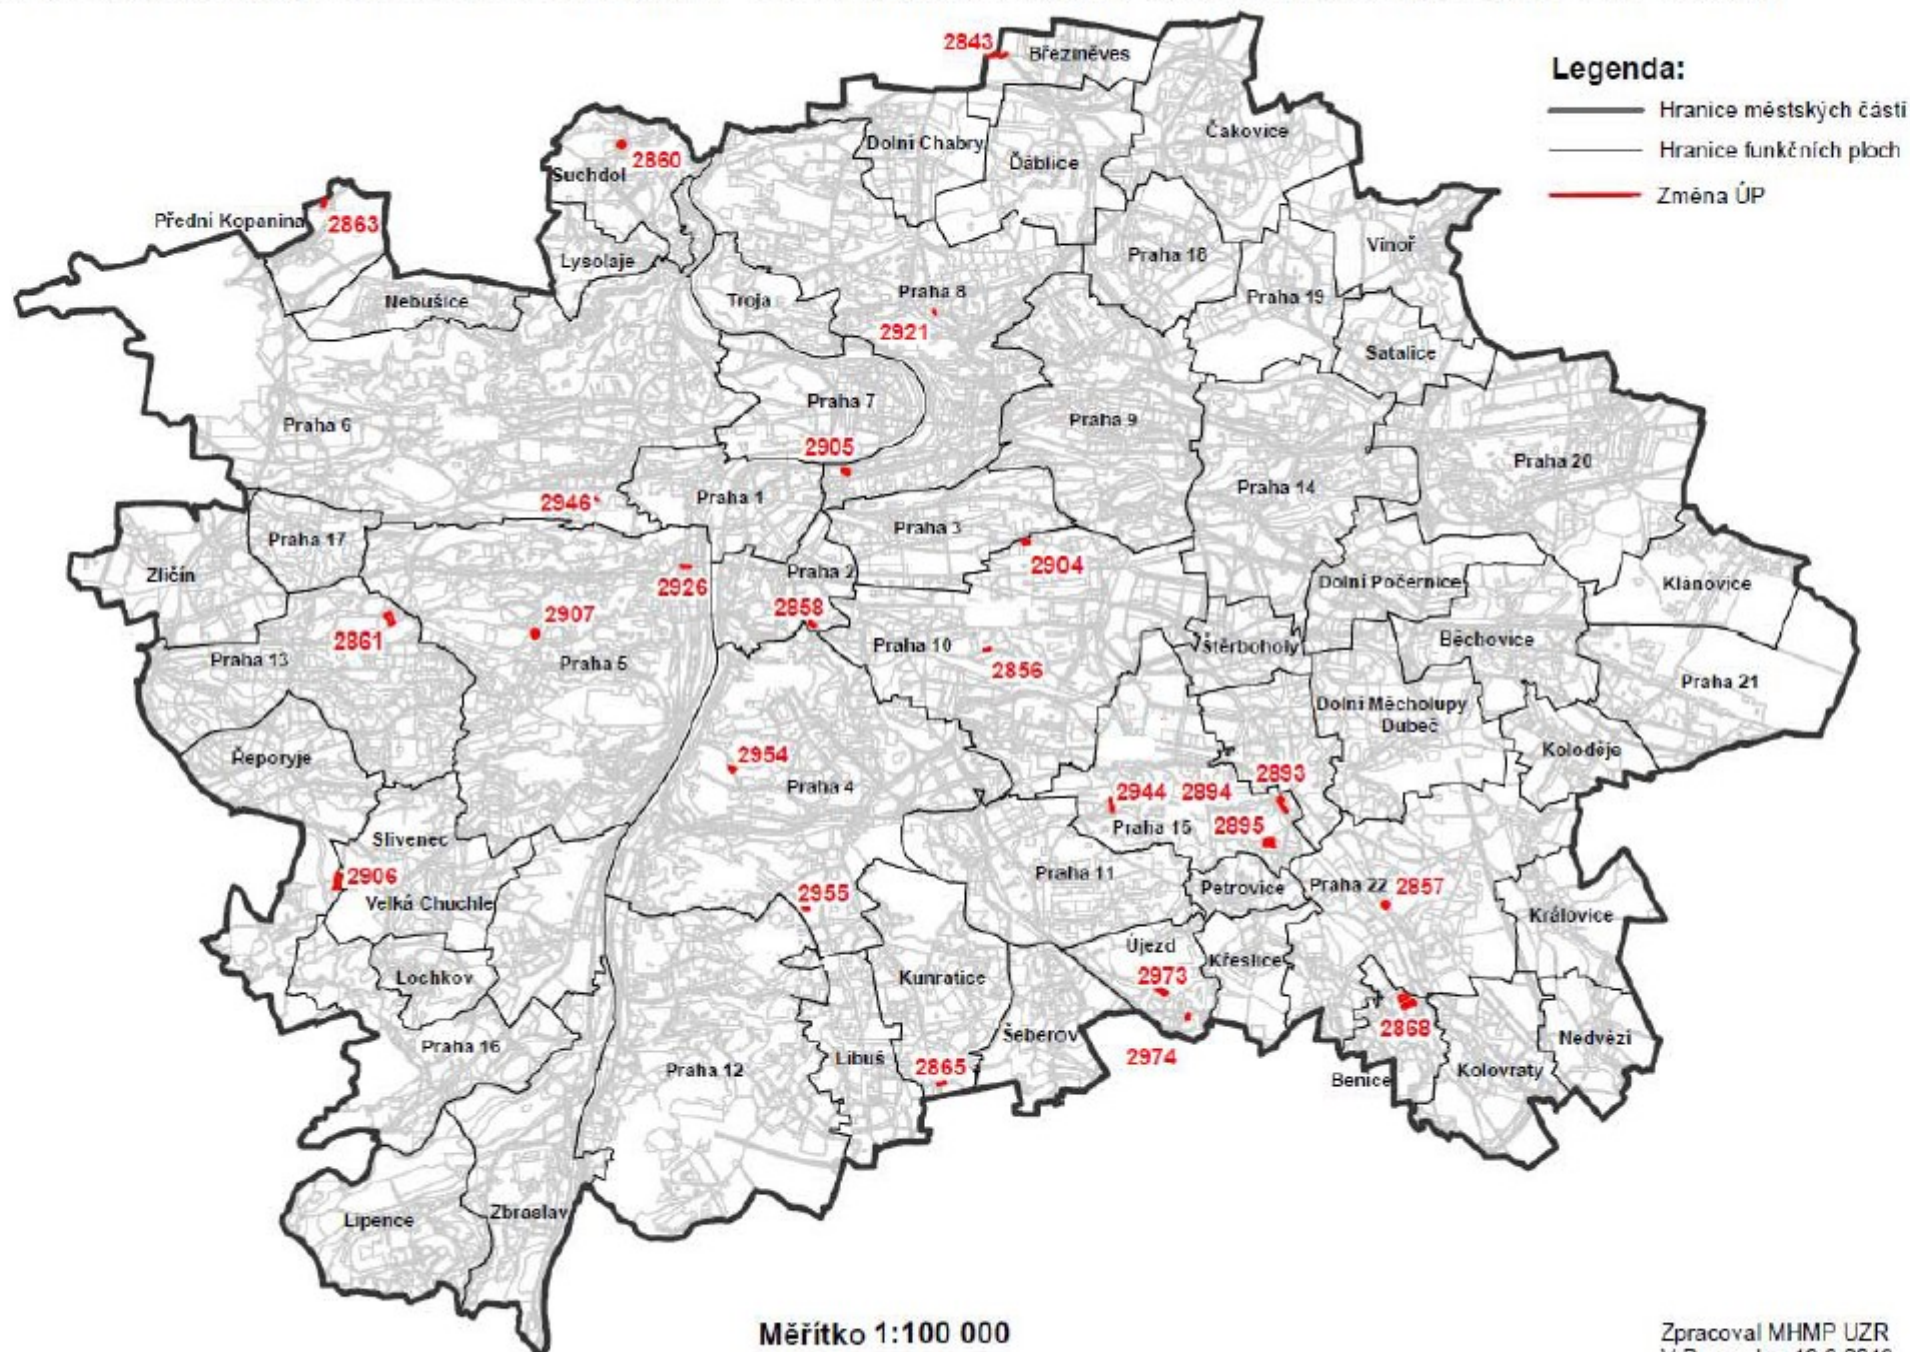 2843
Březiněves
Legenda:
Hranice městských částí
Hranice funkčních ploch
Změna ÚP
Čakovice
Dolní Chabry
Ďáblice
2860
Suchdol
Přední Kopanina
2863
Lysolaje
Nebušice
Troja
Praha 8
2921
Praha 18
Vinoř
Praha 19
Satalice
Praha 6
Praha 7
2905
Praha 9
Praha 20
2946
Praha 1
Praha 14
Praha 3
2904
Praha 17
Zličín
2926
Praha 2
2858
Dolní Počernice
Klánovice
2907
2861
Praha 13
Praha 5
Praha 10
2856
Štěrboholy
Běchovice
Praha 21
Dolní Měcholupy
Dubeč
Koloděje
Řeporyje
2954
Praha 4
2944
2894
2893
Praha 15
2895
Slivenec
2906
Velká Chuchle
2955
Praha 11
Petrovice
Praha 22
2857
Královice
Lochkov
Kunratice
Újezd
2973
Křeslice
Šeberov
2974
2868
Nedvězí
Praha 16
Praha 12
Libuš
2865
Benice
Kolovraty
Lipence
Zbraslav
Měřítko 1:100 000
Zpracoval MHMP UZR